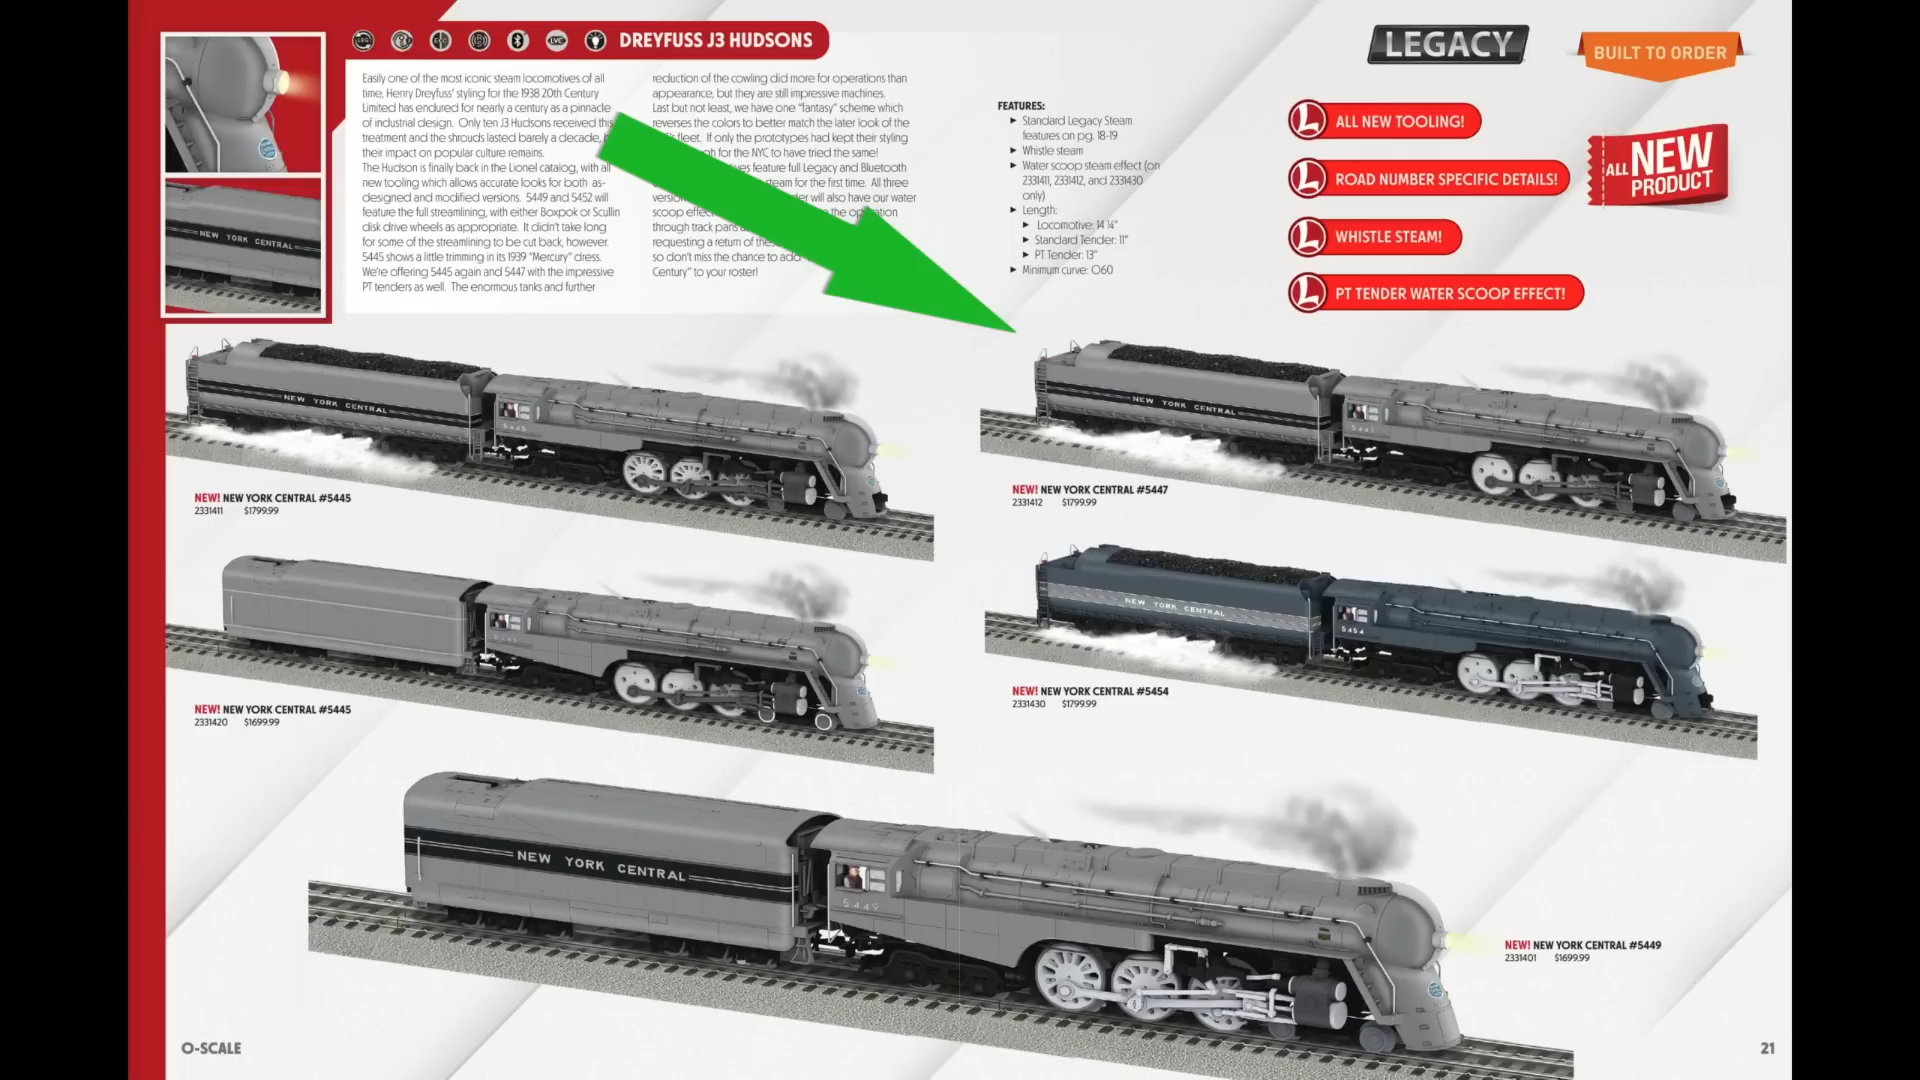 DREYFUSS J3 HUDSONS
LEGACY
BUILT TO ORDER
Easily one of the most iconic steam locomotives of all
time, Henry Dreyfuss' styling for the 1938 20th Century
Limited has endured for nearly a century as a pinnacle
of industrial design. Only ten J3 Hudsons received this
treatment and the shrouds lasted barely a decade,
their impact on popular culture remains.
The Hudson is finally back in the Lionel catalog, with all
new tooling which allows accurate looks for both as-
designed and modified versions. 5449 and 5452 will
feature the full streamlining, with either Boxpok or Scullin
disk drive wheels as appropriate. It didn't take long
for some of the streamlining to be cut back, however.
5445 shows a little trimming in its 1939 "Mercury" dress.
We're offering 5445 again and 5447 with the impressive
PT tenders as well. The enormous tanks and further
reduction of the cowling did more for operations than
appearance, but they are still impressive machines.
Last but not least, we have one "fantasy" scheme which
reverses the colors to better match the later look of the
fleet. If only the prototypes had kept their styling
for the NYC to have tried the same!
feature full Legacy and Bluetooth
steam for the first time. All three
will also have our water
scoop the operation
through track pans
requesting a return of
so don't miss the chance to add
Century" to your roster!
FEATURES:
► Standard Legacy Steam
features on pg. 18-19
► Whistle steam
► Water scoop steam effect (on
2331411, 2331412, and 2331430
only)
► Length:
► Locomotive: 14 ¼"
► Standard Tender: 11"
► PT Tender: 13"
► Minimum curve: O60
L ALL NEW TOOLING!
L ROAD NUMBER SPECIFIC DETAILS!
L WHISTLE STEAM!
L PT TENDER WATER SCOOP EFFECT!
ALL NEW
PRODUCT
NEW YORK CENTRAL
NEW YORK CENTRAL
5445
NEW! NEW YORK CENTRAL #5445
2331411 $1799.99
NEW YORK CENTRAL
5447
NEW! NEW YORK CENTRAL #5447
2331412 $1799.99
5445
NEW! NEW YORK CENTRAL #5445
2331420 $1699.99
NEW YORK CENTRAL
5454
NEW! NEW YORK CENTRAL #5454
2331430 $1799.99
NEW YORK CENTRAL
5449
NEW! NEW YORK CENTRAL #5449
2331401 $1699.99
O-SCALE
21